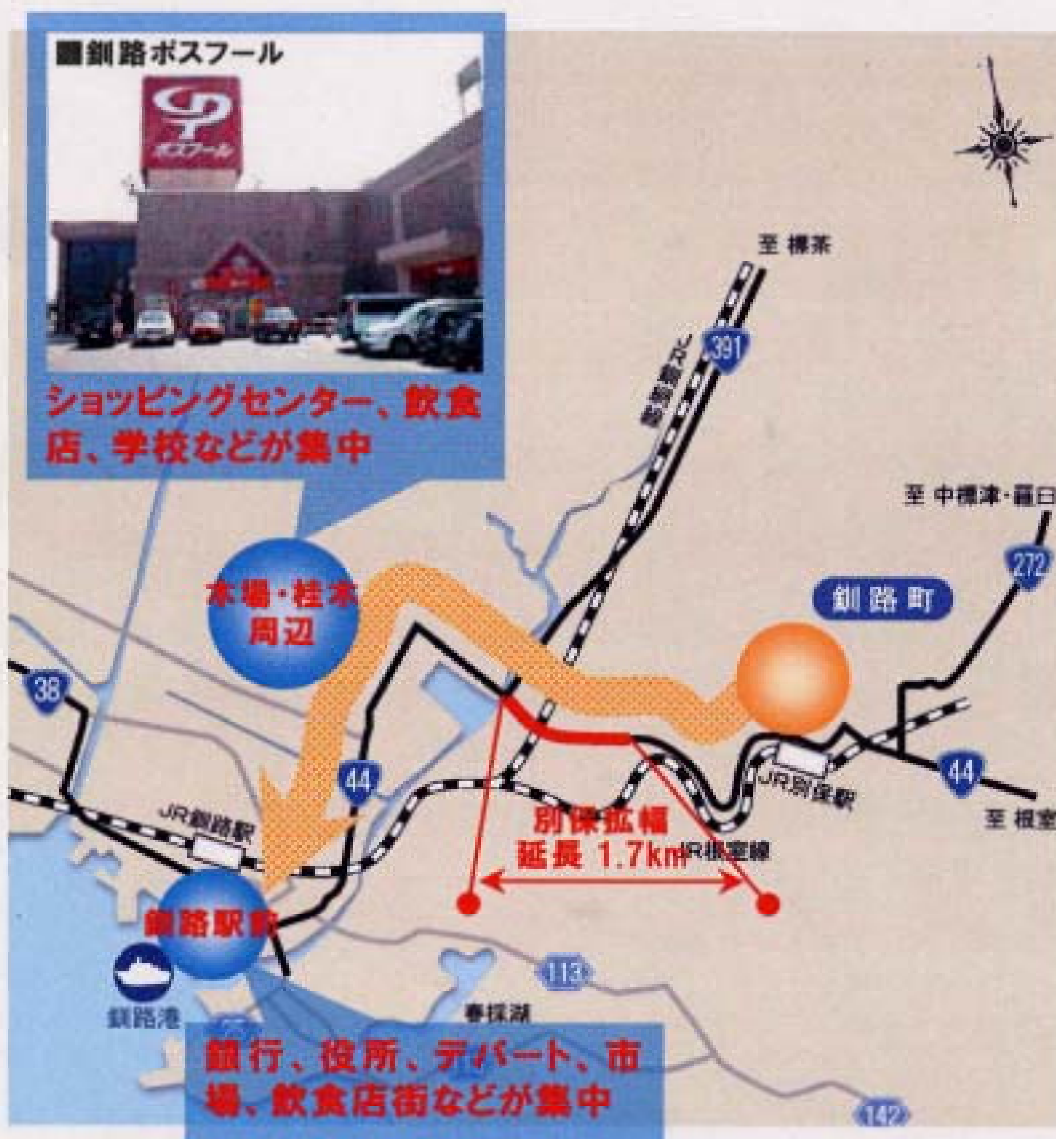 ■釧路ポスフール
ポスフール
ショッピングセンター、飲食
店、学校などが集中
至 標茶
391
至 中標津・羅臼
272
釧路町
木場・桂木
周辺
38
44
JR別保駅
44
至 根室
JR釧路駅
別保拡幅
延長 1.7km
JR根室線
釧路駅前
釧路港
113
春採湖
銀行、役所、デパート、市
場、飲食店街などが集中
142